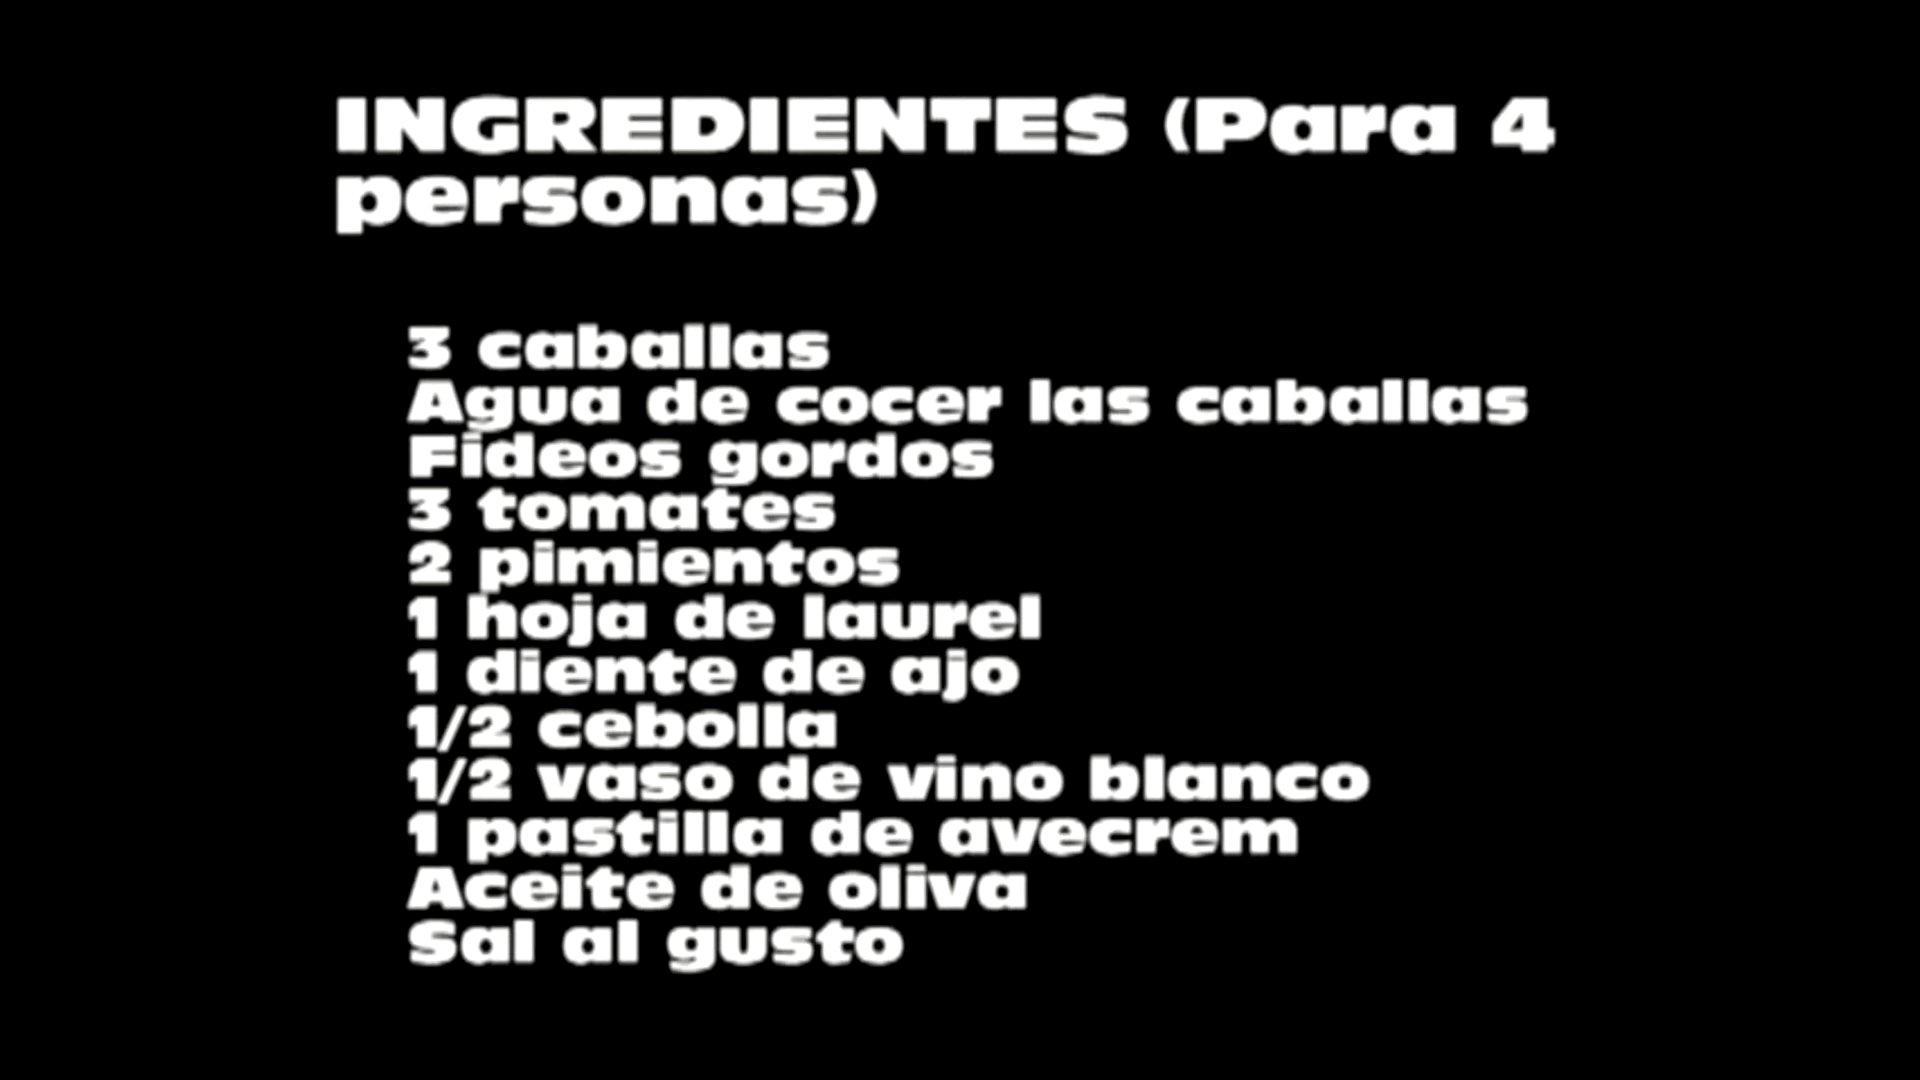 INGREDIENTES (Para 4
personas)
3 caballas
Agua de cocer las caballas
Fideos gordos
3 tomates
2 pimientos
1 hoja de laurel
1 diente de ajo
1/2 cebolla
1/2 vaso de vino blanco
1 pastilla de avecrem
Aceite de oliva
Sal al gusto